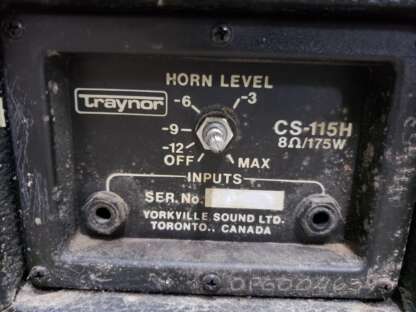 HORN LEVEL
traynor
-6
-3
-9
-12
OFF
MAX
CS-115H
8Ω/175W
INPUTS
SER. No.
YORKVILLE SOUND LTD.
TORONTO., CANADA